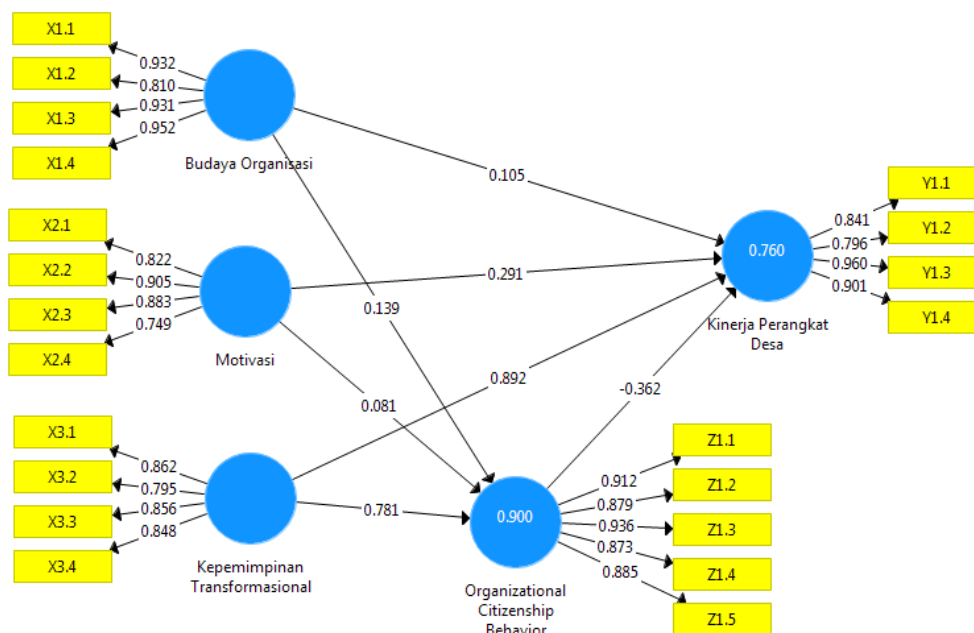 X1.1
X1.2
X1.3
X1.4
0.932
0.810
0.931
0.952
Budaya Organisasi
X2.1
X2.2
X2.3
X2.4
0.822
0.905
0.883
0.749
Motivasi
X3.1
X3.2
X3.3
X3.4
0.862
0.795
0.856
0.848
Kepemimpinan
Transformasional
0.105
0.291
0.139
0.892
0.081
-0.362
0.781
0.760
Kinerja Perangkat
Desa
0.841
0.796
0.960
0.901
Y1.1
Y1.2
Y1.3
Y1.4
0.900
Organizational
Citizenship
Behavior
0.912
0.879
0.936
0.873
0.885
Z1.1
Z1.2
Z1.3
Z1.4
Z1.5